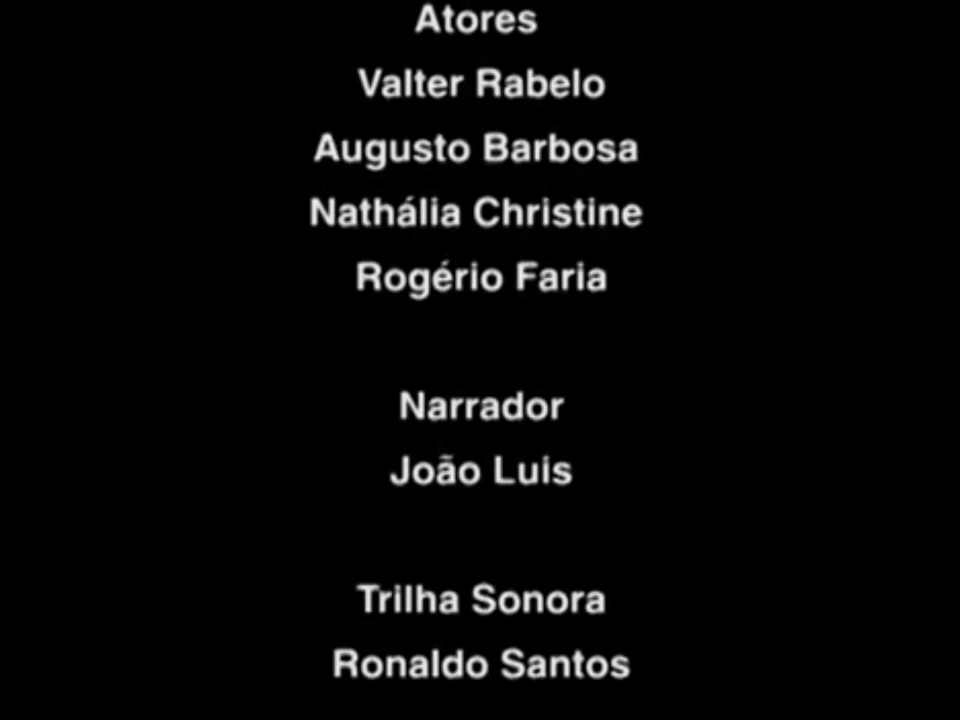 Atores
Valter Rabelo
Augusto Barbosa
Nathália Christine
Rogério Faria
Narrador
João Luis
Trilha Sonora
Ronaldo Santos